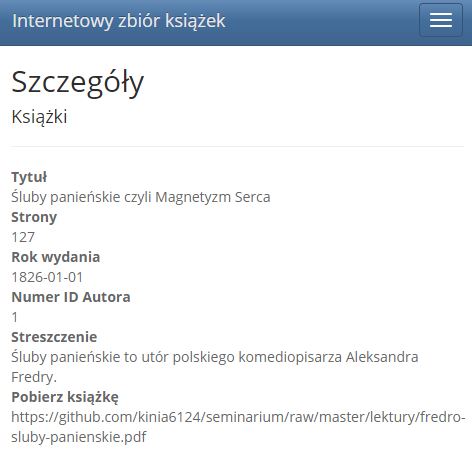 Internetowy zbiór książek
Szczegóły
Książki
Tytuł
Śluby panieńskie czyli Magnetyzm Serca
Strony
127
Rok wydania
1826-01-01
Numer ID Autora
1
Streszczenie
Śluby panieńskie to utór polskiego komediopisarza Aleksandra
Fredry.
Pobierz książkę
https://github.com/kinia6124/seminarium/raw/master/lektury/fredro-
sluby-panienskie.pdf